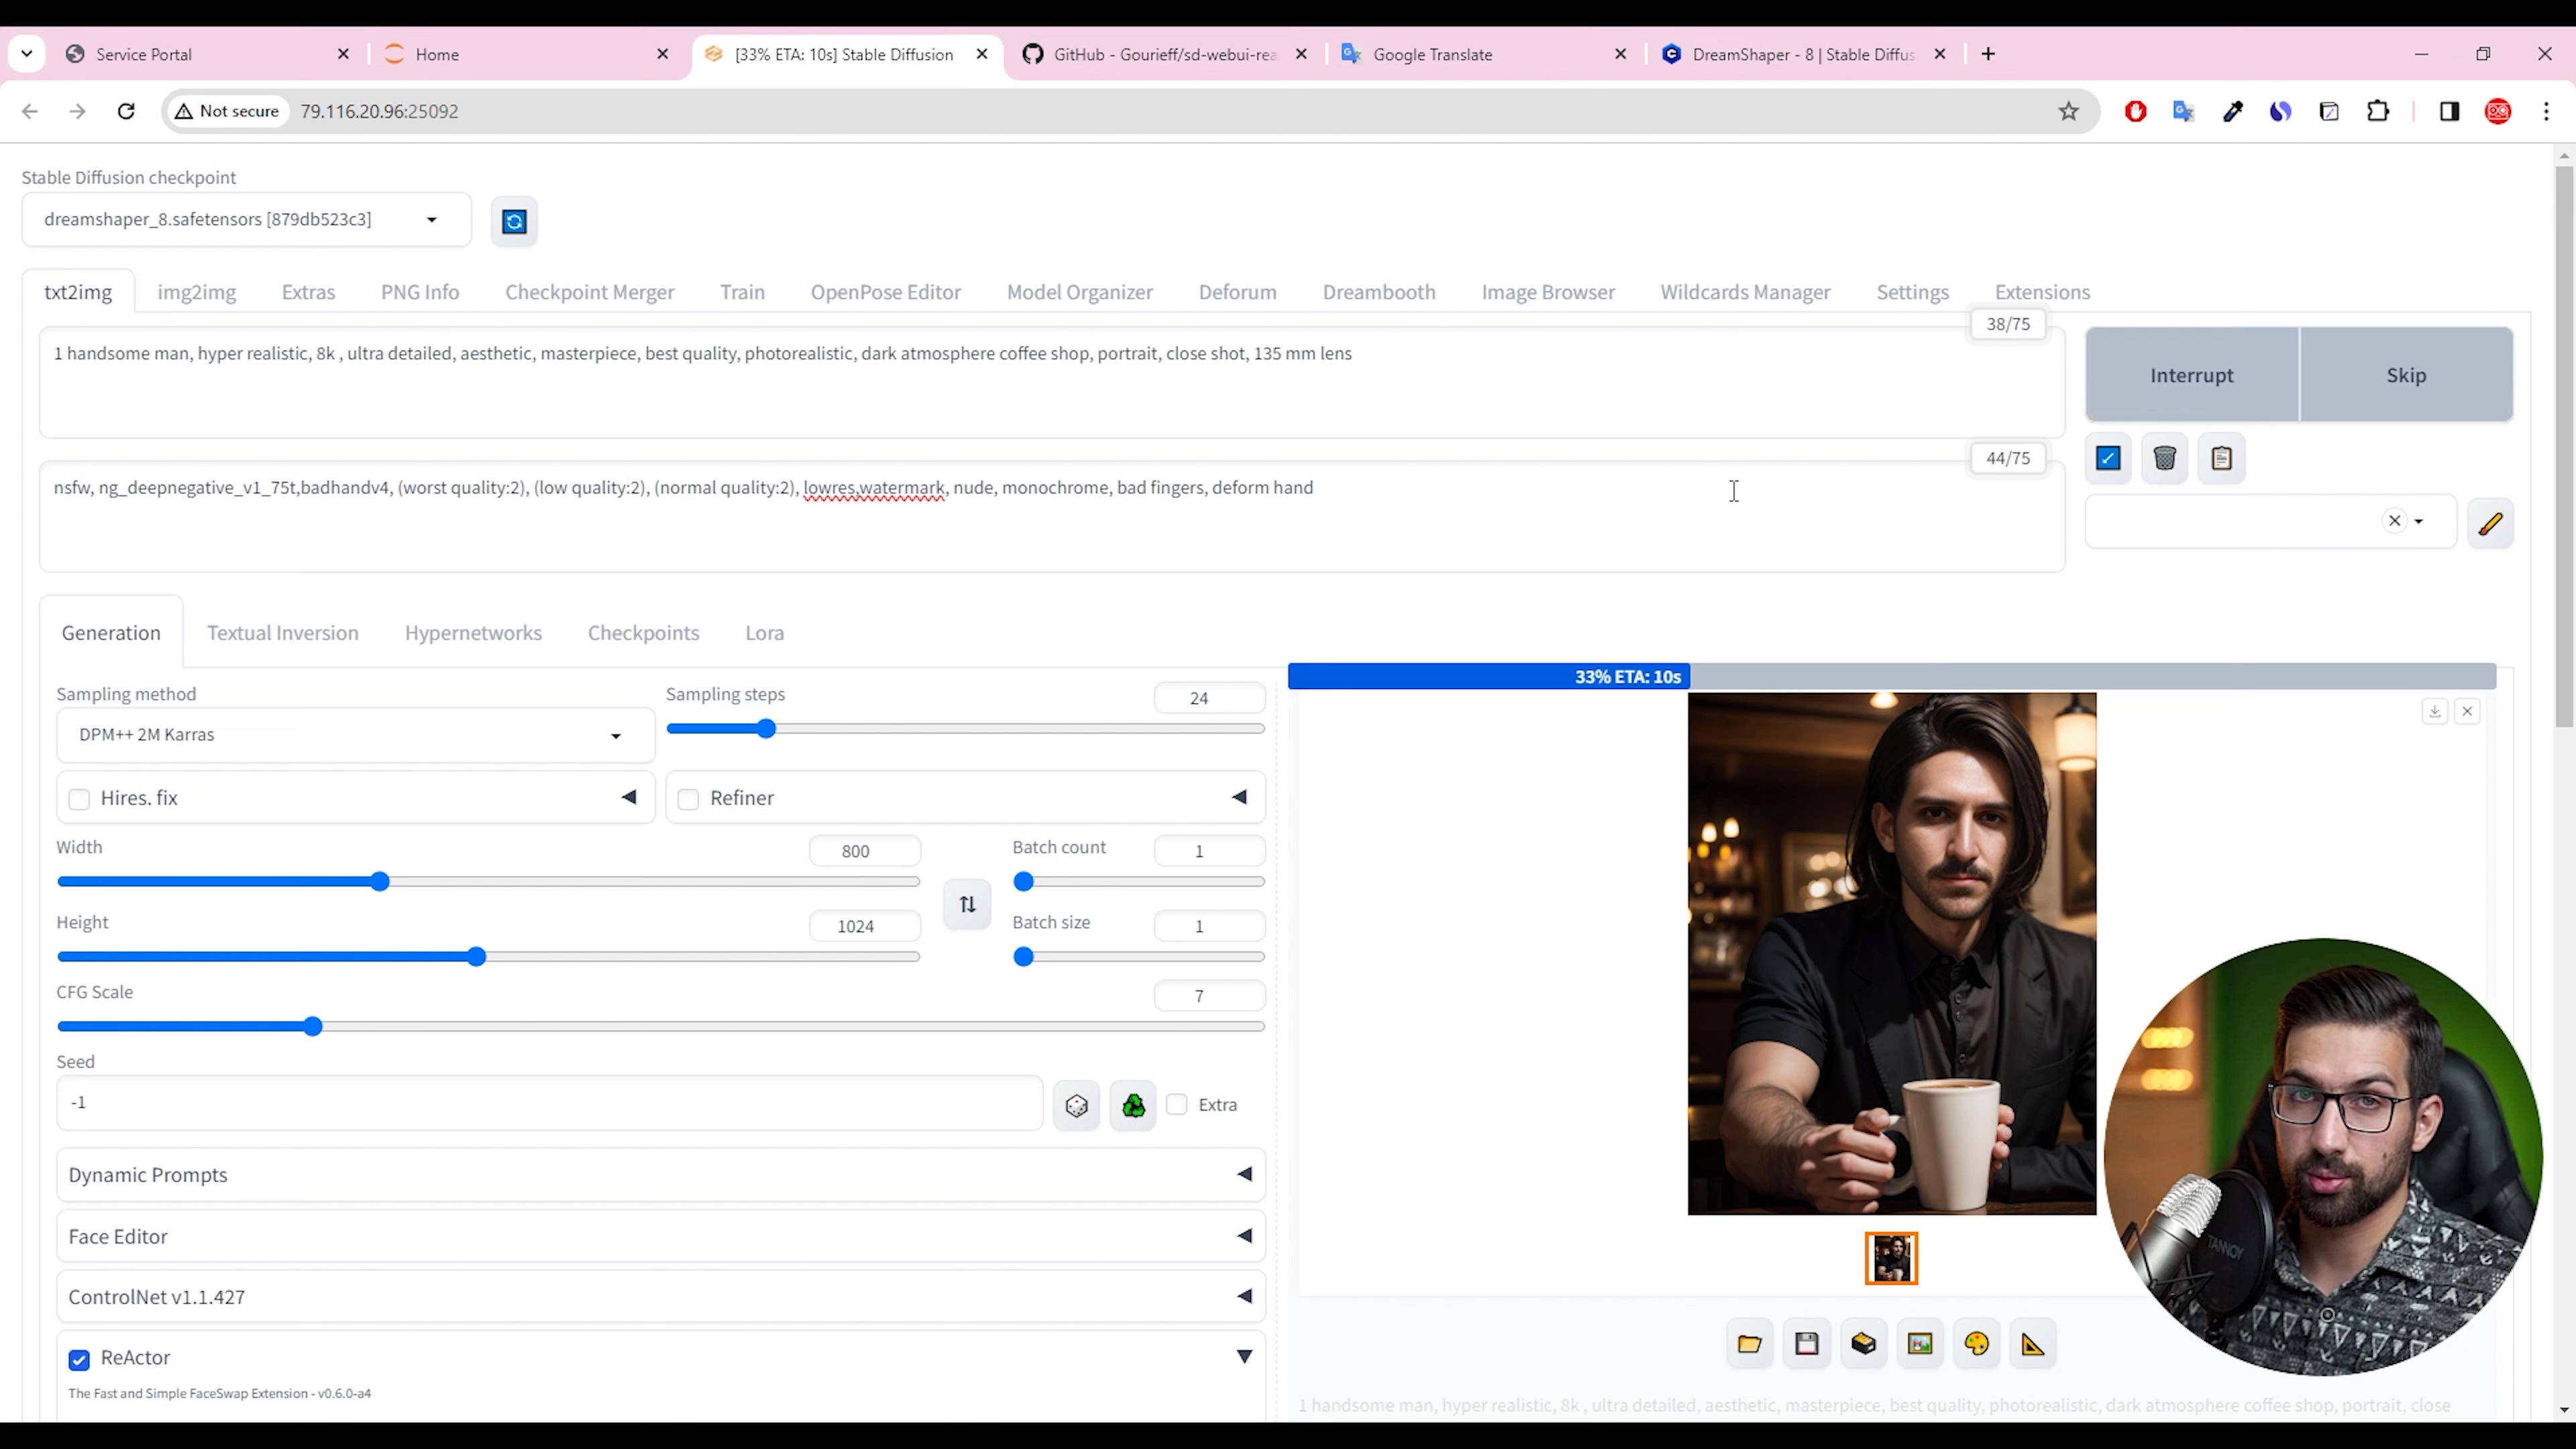 Service Portal
Home
[33% ETA: 10s] Stable Diffusion
GitHub - Gourieff/sd-webui-rea
Google Translate
DreamShaper - 8 | Stable Diffus
Not secure
79.116.20.96:25092
Stable Diffusion checkpoint
dreamshaper_8.safetensors [879db523c3]
txt2img img2img Extras PNG Info Checkpoint Merger Train OpenPose Editor Model Organizer Deforum Dreambooth Image Browser Wildcards Manager Settings Extensions
38/75
1 handsome man, hyper realistic, 8k , ultra detailed, aesthetic, masterpiece, best quality, photorealistic, dark atmosphere coffee shop, portrait, close shot, 135 mm lens
Interrupt Skip
44/75
nsfw, ng_deepnegative_v1_75t,badhandv4, (worst quality:2), (low quality:2), (normal quality:2), lowres,watermark, nude, monochrome, bad fingers, deform hand
Generation Textual Inversion Hypernetworks Checkpoints Lora
33% ETA: 10s
Sampling method
DPM++ 2M Karras
Sampling steps
24
Hires. fix
Refiner
Width
800
Batch count
1
Height
1024
Batch size
1
CFG Scale
7
Seed
-1
Extra
Dynamic Prompts
Face Editor
ControlNet v1.1.427
ReActor
The Fast and Simple FaceSwap Extension - v0.6.0-a4
TANNOY
1 handsome man, hyper realistic, 8k , ultra detailed, aesthetic, masterpiece, best quality, photorealistic, dark atmosphere coffee shop, portrait, close